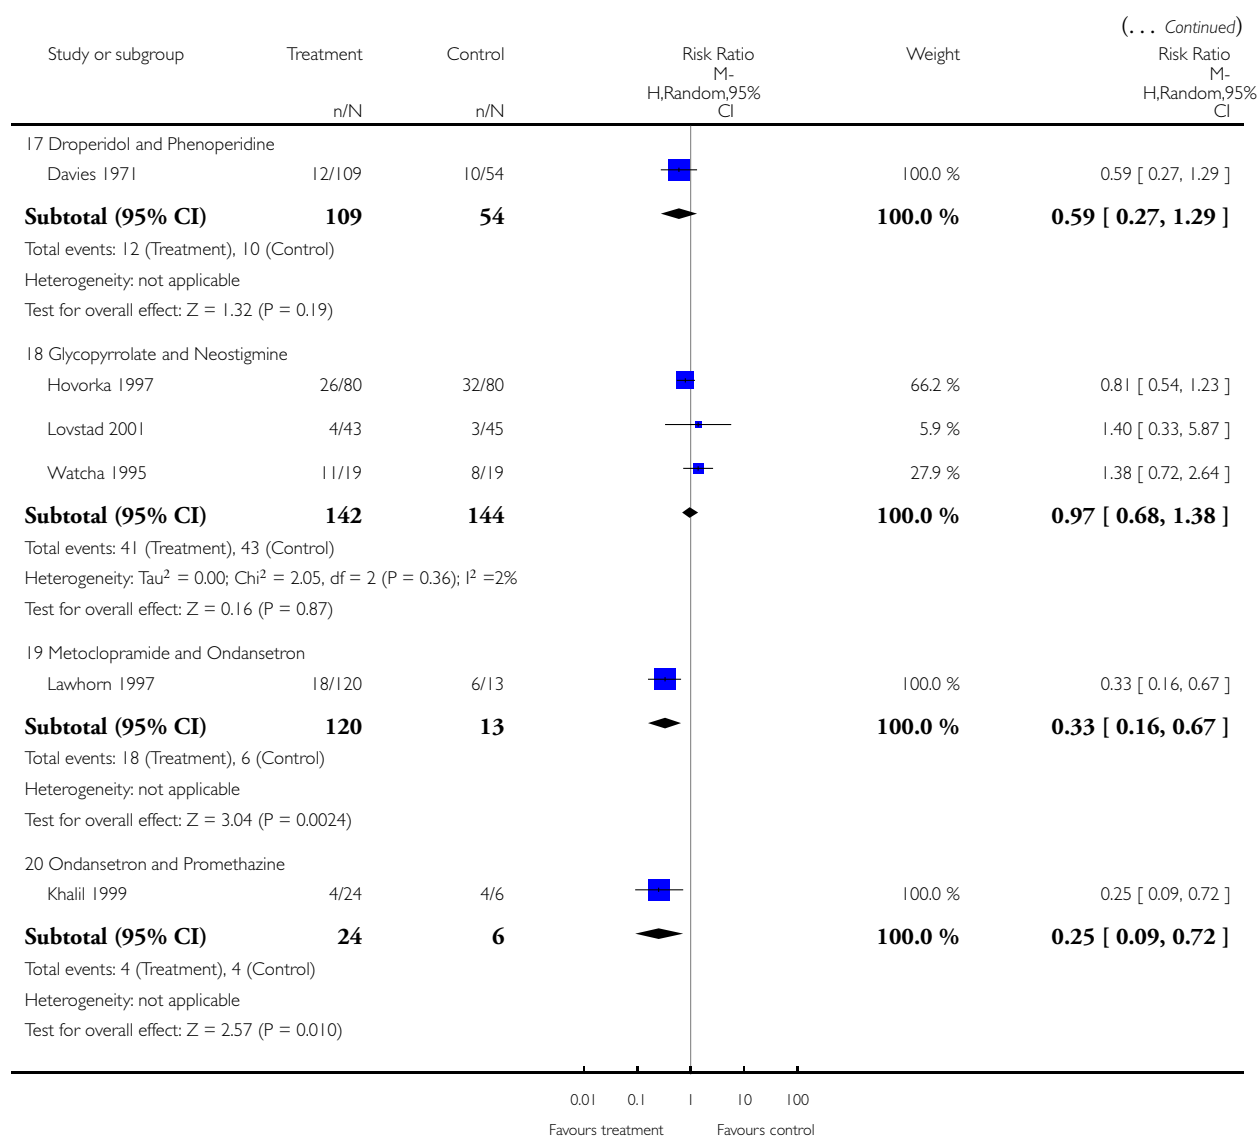 (... Continued)
Study or subgroup Treatment Control Risk Ratio Weight Risk Ratio
M- M-
H,Random,95% H,Random,95%
n/N n/N CI CI
17 Droperidol and Phenoperidine
Davies 1971 12/109 10/54 100.0 % 0.59 [ 0.27, 1.29 ]
Subtotal (95% CI) 109 54 100.0 % 0.59 [ 0.27, 1.29 ]
Total events: 12 (Treatment), 10 (Control)
Heterogeneity: not applicable
Test for overall effect: Z = 1.32 (P = 0.19)
18 Glycopyrrolate and Neostigmine
Hovorka 1997 26/80 32/80 66.2 % 0.81 [ 0.54, 1.23 ]
Lovstad 2001 4/43 3/45 5.9 % 1.40 [ 0.33, 5.87 ]
Watcha 1995 11/19 8/19 27.9 % 1.38 [ 0.72, 2.64 ]
Subtotal (95% CI) 142 144 100.0 % 0.97 [ 0.68, 1.38 ]
Total events: 41 (Treatment), 43 (Control)
Heterogeneity: Tau² = 0.00; Chi² = 2.05, df = 2 (P = 0.36); I² =2%
Test for overall effect: Z = 0.16 (P = 0.87)
19 Metoclopramide and Ondansetron
Lawhorn 1997 18/120 6/13 100.0 % 0.33 [ 0.16, 0.67 ]
Subtotal (95% CI) 120 13 100.0 % 0.33 [ 0.16, 0.67 ]
Total events: 18 (Treatment), 6 (Control)
Heterogeneity: not applicable
Test for overall effect: Z = 3.04 (P = 0.0024)
20 Ondansetron and Promethazine
Khalil 1999 4/24 4/6 100.0 % 0.25 [ 0.09, 0.72 ]
Subtotal (95% CI) 24 6 100.0 % 0.25 [ 0.09, 0.72 ]
Total events: 4 (Treatment), 4 (Control)
Heterogeneity: not applicable
Test for overall effect: Z = 2.57 (P = 0.010)
0.01 0.1 1 10 100
Favours treatment Favours control